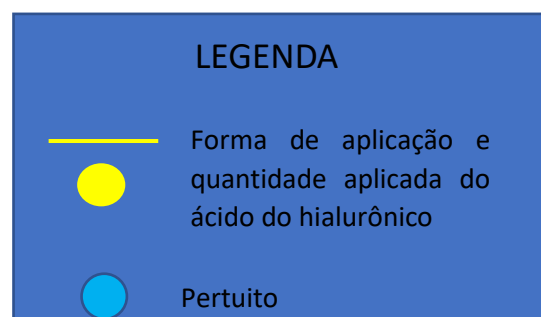 LEGENDA
Forma de aplicação e
quantidade aplicada do
ácido do hialurônico
Pertuito